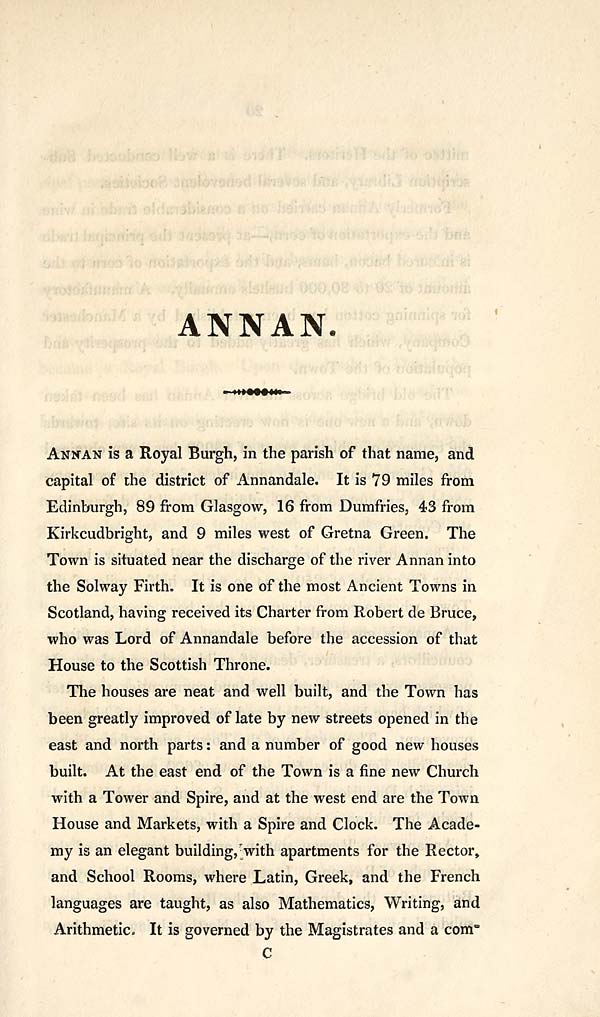 ANNAN.
ANNAN is a Royal Burgh, in the parish of that name, and
capital of the district of Annandale. It is 79 miles from
Edinburgh, 89 from Glasgow, 16 from Dumfries, 43 from
Kirkcudbright, and 9 miles west of Gretna Green. The
Town is situated near the discharge of the river Annan into
the Solway Firth. It is one of the most Ancient Towns in
Scotland, having received its Charter from Robert de Bruce,
who was Lord of Annandale before the accession of that
House to the Scottish Throne.
The houses are neat and well built, and the Town has
been greatly improved of late by new streets opened in the
east and north parts: and a number of good new houses
built. At the east end of the Town is a fine new Church
with a Tower and Spire, and at the west end are the Town
House and Markets, with a Spire and Clock. The Acade-
my is an elegant building, with apartments for the Rector,
and School Rooms, where Latin, Greek, and the French
languages are taught, as also Mathematics, Writing, and
Arithmetic. It is governed by the Magistrates and a com-
C